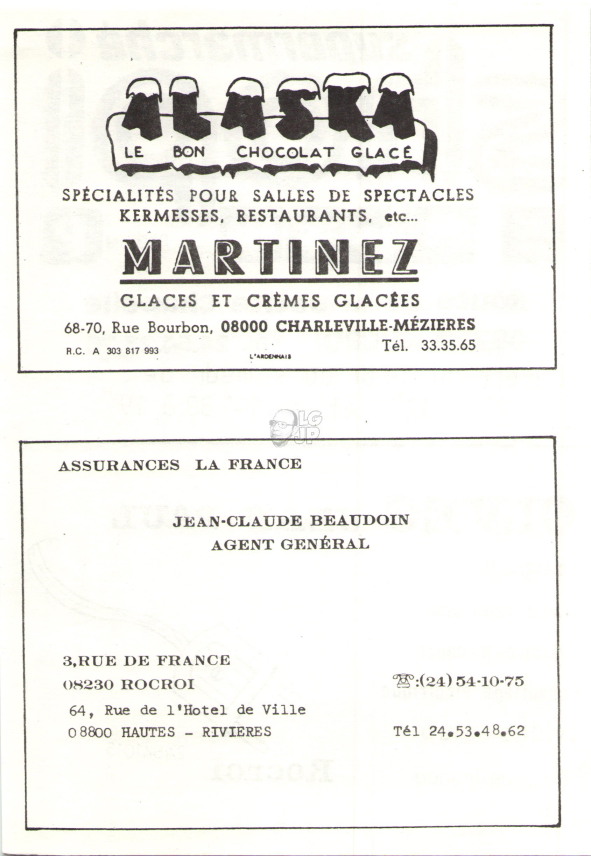 ALASKA
LE BON CHOCOLAT GLACÉ
SPÉCIALITÉS POUR SALLES DE SPECTACLES
KERMESSES, RESTAURANTS, etc...
MARTINEZ
GLACES ET CRÈMES GLACÉES
68-70, Rue Bourbon, 08000 CHARLEVILLE-MÉZIERES
R.C. A 303 817 993
L'ARDENNAIS
Tél. 33.35.65
LG
JP
ASSURANCES LA FRANCE
JEAN-CLAUDE BEAUDOIN
AGENT GENÉRAL
3,RUE DE FRANCE
08230 ROCROI
☏:(24) 54-10-75
64, Rue de l'Hotel de Ville
08800 HAUTES - RIVIERES
Tél 24.53.48.62